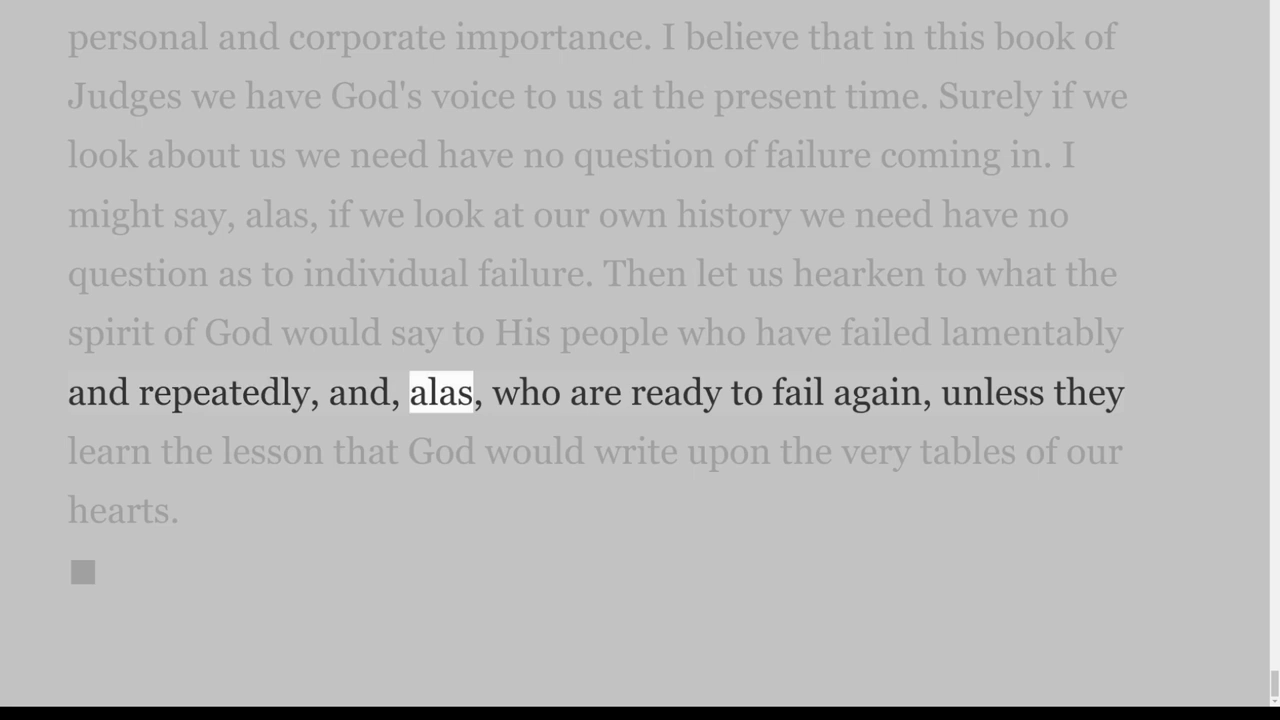 personal and corporate importance. I believe that in this book of
Judges we have God's voice to us at the present time. Surely if we
look about us we need have no question of failure coming in. I
might say, alas, if we look at our own history we need have no
question as to individual failure. Then let us hearken to what the
spirit of God would say to His people who have failed lamentably
and repeatedly, and, alas, who are ready to fail again, unless they
learn the lesson that God would write upon the very tables of our
hearts.